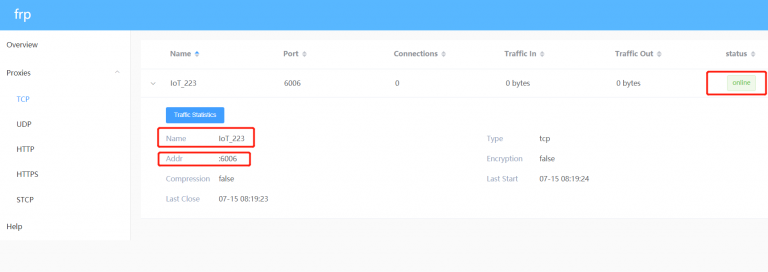 frp
Overview
Proxies
TCP
UDP
HTTP
HTTPS
STCP
Help
Name Port Connections Traffic In Traffic Out status
IoT_223 6006 0 0 bytes 0 bytes online
Traffic Statistics
Name IoT_223 Type tcp
Addr :6006 Encryption false
Compression false Last Start 07-15 08:19:24
Last Close 07-15 08:19:23